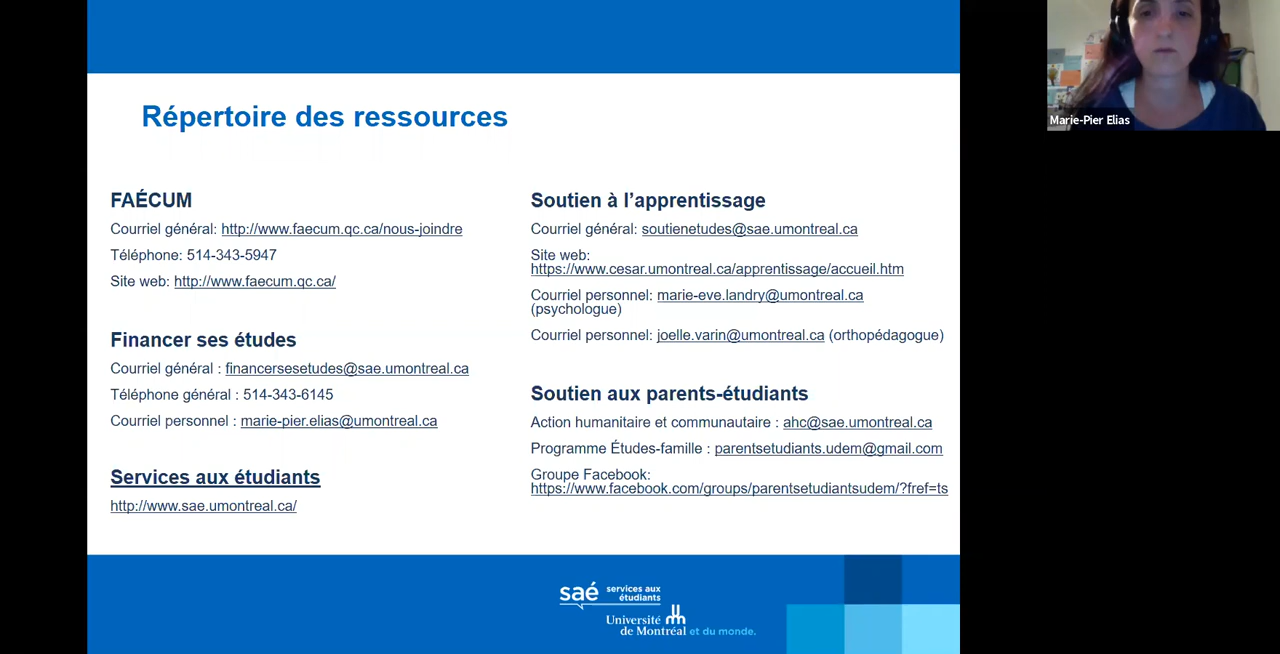 Répertoire des ressources
FAÉCUM
Courriel général: http://www.faecum.qc.ca/nous-joindre
Téléphone: 514-343-5947
Site web: http://www.faecum.qc.ca/
Financer ses études
Courriel général : financersesetudes@sae.umontreal.ca
Téléphone général : 514-343-6145
Courriel personnel : marie-pier.elias@umontreal.ca
Services aux étudiants
http://www.sae.umontreal.ca/
Soutien à l’apprentissage
Courriel général: soutienetudes@sae.umontreal.ca
Site web:
https://www.cesar.umontreal.ca/apprentissage/accueil.htm
Courriel personnel: marie-eve.landry@umontreal.ca
(psychologue)
Courriel personnel: joelle.varin@umontreal.ca (orthopédagogue)
Soutien aux parents-étudiants
Action humanitaire et communautaire : ahc@sae.umontreal.ca
Programme Études-famille : parentsetudiants.udem@gmail.com
Groupe Facebook:
https://www.facebook.com/groups/parentsetudiantsudem/?fref=ts
saé services aux
étudiants
Université
de Montréal et du monde.
Marie-Pier Elias